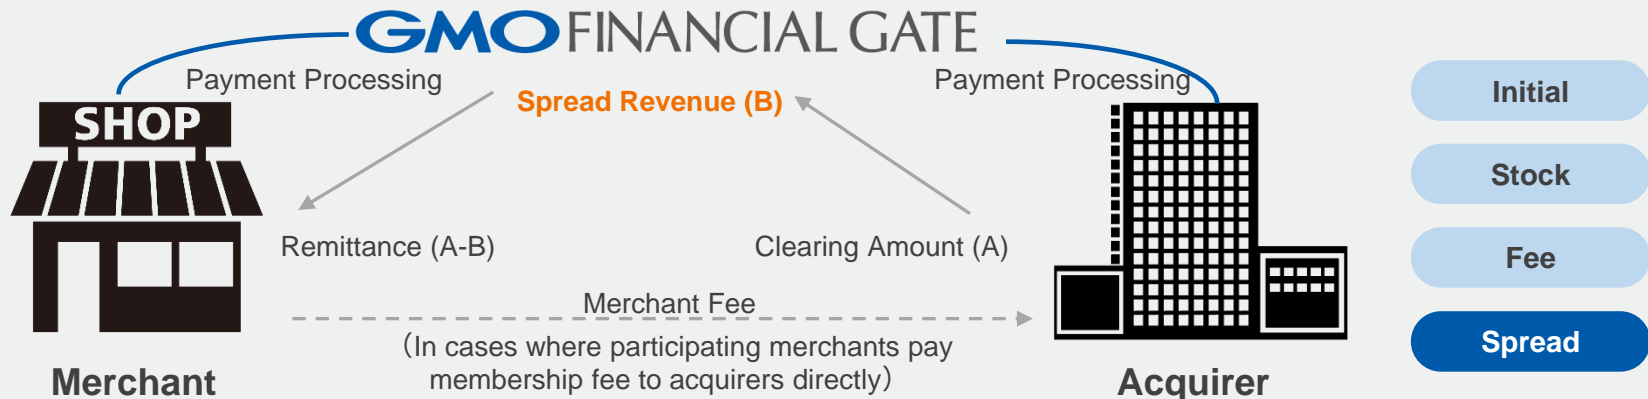 GMO FINANCIAL GATE
Payment Processing
Payment Processing
Spread Revenue (B)
SHOP
Remittance (A-B)
Clearing Amount (A)
Merchant Fee
（In cases where participating merchants pay
membership fee to acquirers directly）
Merchant
Acquirer
Initial
Stock
Fee
Spread